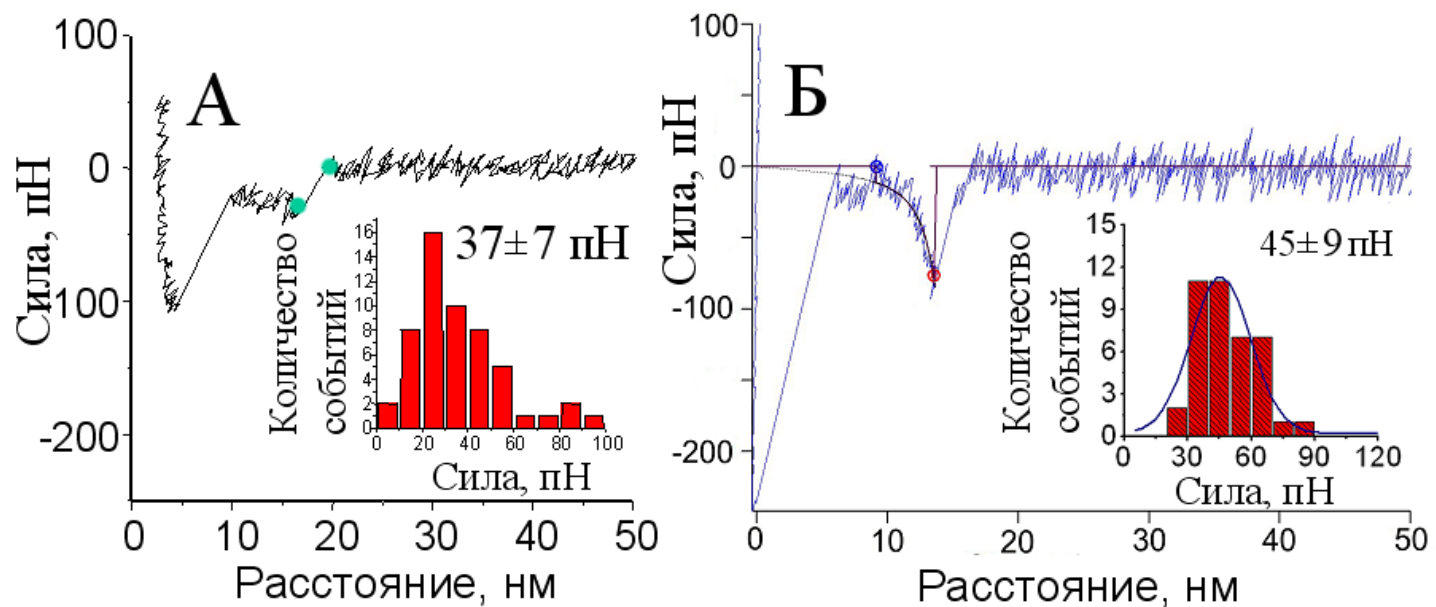 А
Сила, пН
100
0
-100
-200
0 10 20 30 40 50
Расстояние, нм
37±7 пН
Количество
событий
16
14
12
10
8
6
4
2
0
0 20 40 60 80 100
Сила, пН
Б
Сила, пН
100
0
-100
-200
0 10 20 30 40 50
Расстояние, нм
45±9 пН
Количество
событий
15
12
9
6
3
0
0 30 60 90 120
Сила, пН